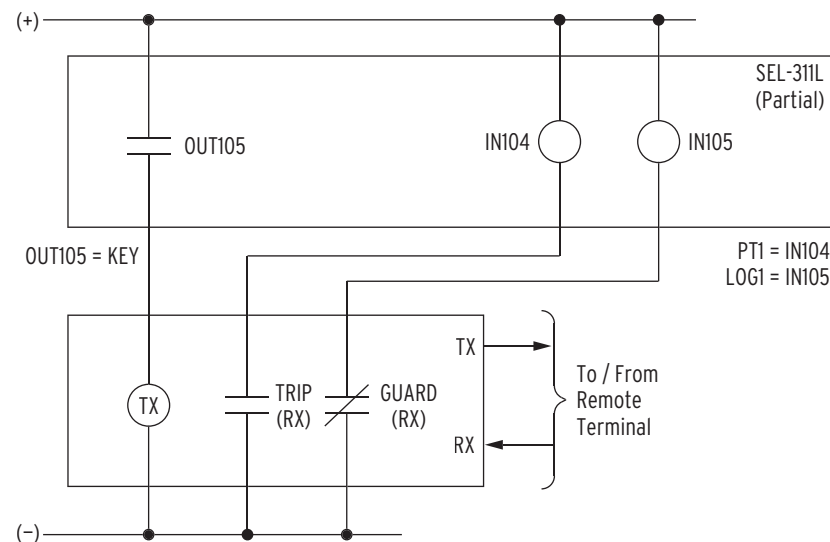 (+)
SEL-311L
(Partial)
OUT105
IN104
IN105
OUT105 = KEY
PT1 = IN104
LOG1 = IN105
TX
TRIP
(RX)
GUARD
(RX)
TX
RX
To / From
Remote
Terminal
(–)